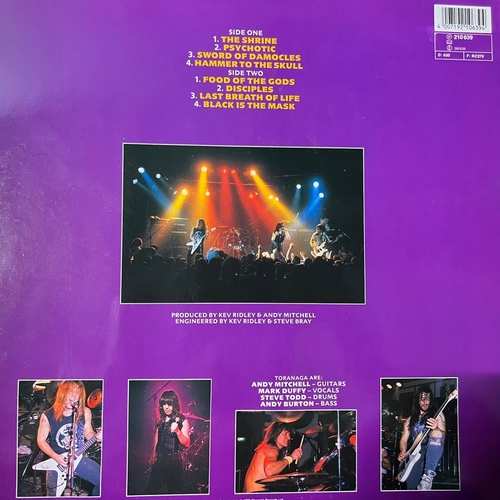 SIDE ONE
1. THE SHRINE
2. PSYCHOTIC
3. SWORD OF DAMOCLES
4. HAMMER TO THE SKULL
SIDE TWO
1. FOOD OF THE GODS
2. DISCIPLES
3. LAST BREATH OF LIFE
4. BLACK IS THE MASK
4 007192 106394
210 639
PRODUCED BY KEV RIDLEY & ANDY MITCHELL
ENGINEERED BY KEV RIDLEY & STEVE BRAY
TORANAGA ARE:
ANDY MITCHELL – GUITARS
MARK DUFFY – VOCALS
STEVE TODD – DRUMS
ANDY BURTON – BASS